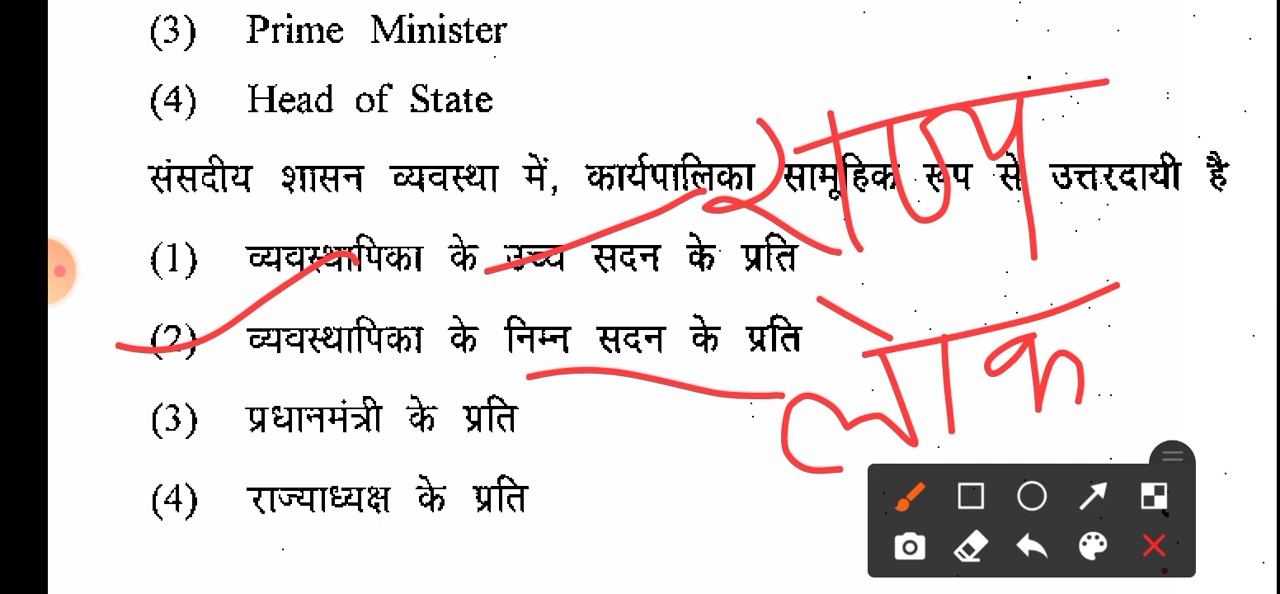 (3) Prime Minister
(4) Head of State
संसदीय शासन व्यवस्था में, कार्यपालिका सामूहिक रूप से उत्तरदायी है
(1) व्यवस्थापिका के उच्च सदन के प्रति
(2) व्यवस्थापिका के निम्न सदन के प्रति
(3) प्रधानमंत्री के प्रति
(4) राज्याध्यक्ष के प्रति
लोक